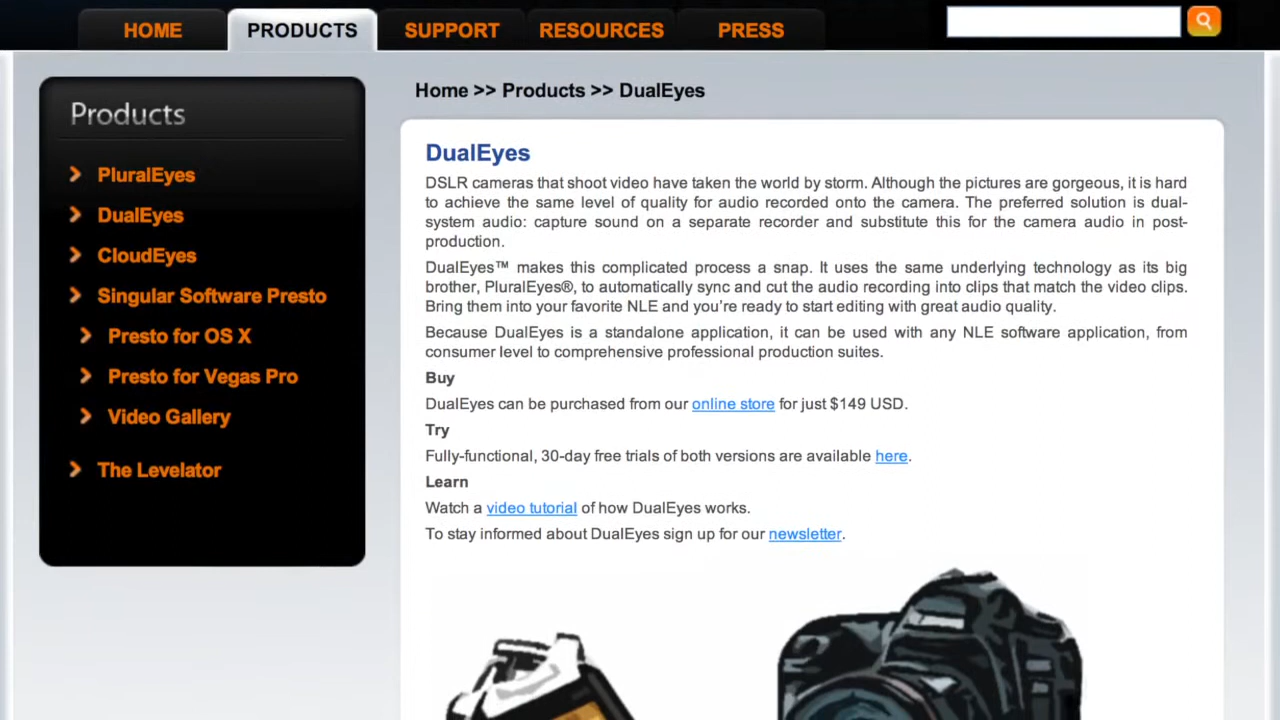 HOME
PRODUCTS
SUPPORT
RESOURCES
PRESS
Products
PluralEyes
DualEyes
CloudEyes
Singular Software Presto
Presto for OS X
Presto for Vegas Pro
Video Gallery
The Levelator
Home >> Products >> DualEyes
DualEyes
DSLR cameras that shoot video have taken the world by storm. Although the pictures are gorgeous, it is hard
to achieve the same level of quality for audio recorded onto the camera. The preferred solution is dual-
system audio: capture sound on a separate recorder and substitute this for the camera audio in post-
production.
DualEyes™ makes this complicated process a snap. It uses the same underlying technology as its big
brother, PluralEyes®, to automatically sync and cut the audio recording into clips that match the video clips.
Bring them into your favorite NLE and you’re ready to start editing with great audio quality.
Because DualEyes is a standalone application, it can be used with any NLE software application, from
consumer level to comprehensive professional production suites.
Buy
DualEyes can be purchased from our online store for just $149 USD.
Try
Fully-functional, 30-day free trials of both versions are available here.
Learn
Watch a video tutorial of how DualEyes works.
To stay informed about DualEyes sign up for our newsletter.